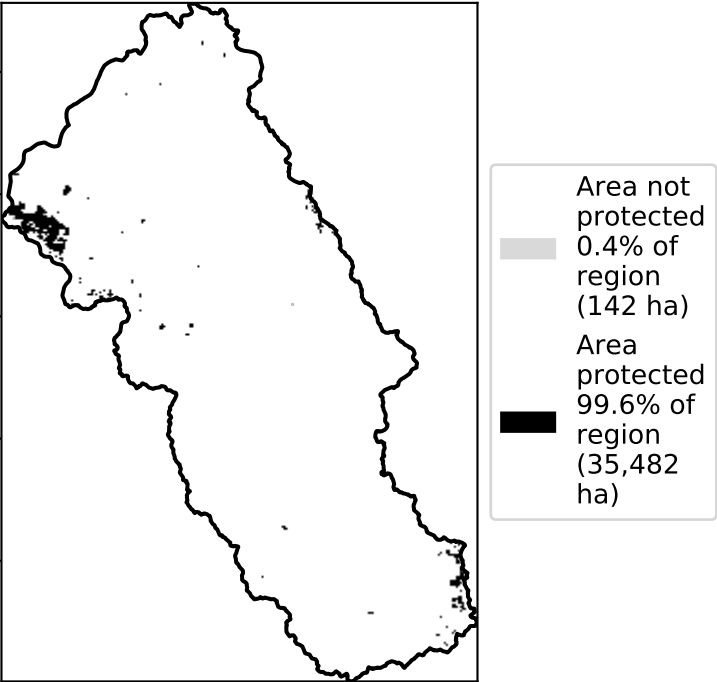 Area not
protected
0.4% of
region
(142 ha)
Area
protected
99.6% of
region
(35,482
ha)